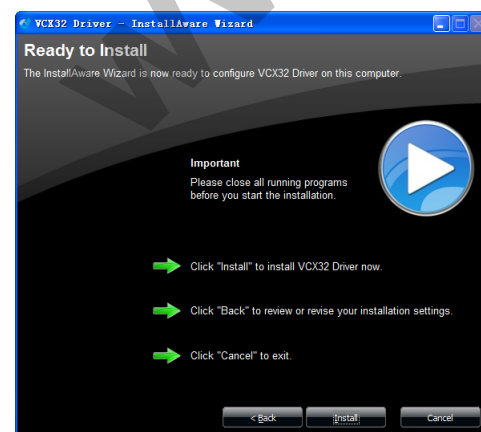 VCX32 Driver - InstallAware Wizard
Ready to Install
The InstallAware Wizard is now ready to configure VCX32 Driver on this computer.
Important
Please close all running programs
before you start the installation.
Click "Install" to install VCX32 Driver now.
Click "Back" to review or revise your installation settings.
Click "Cancel" to exit.
< Back
Install
Cancel